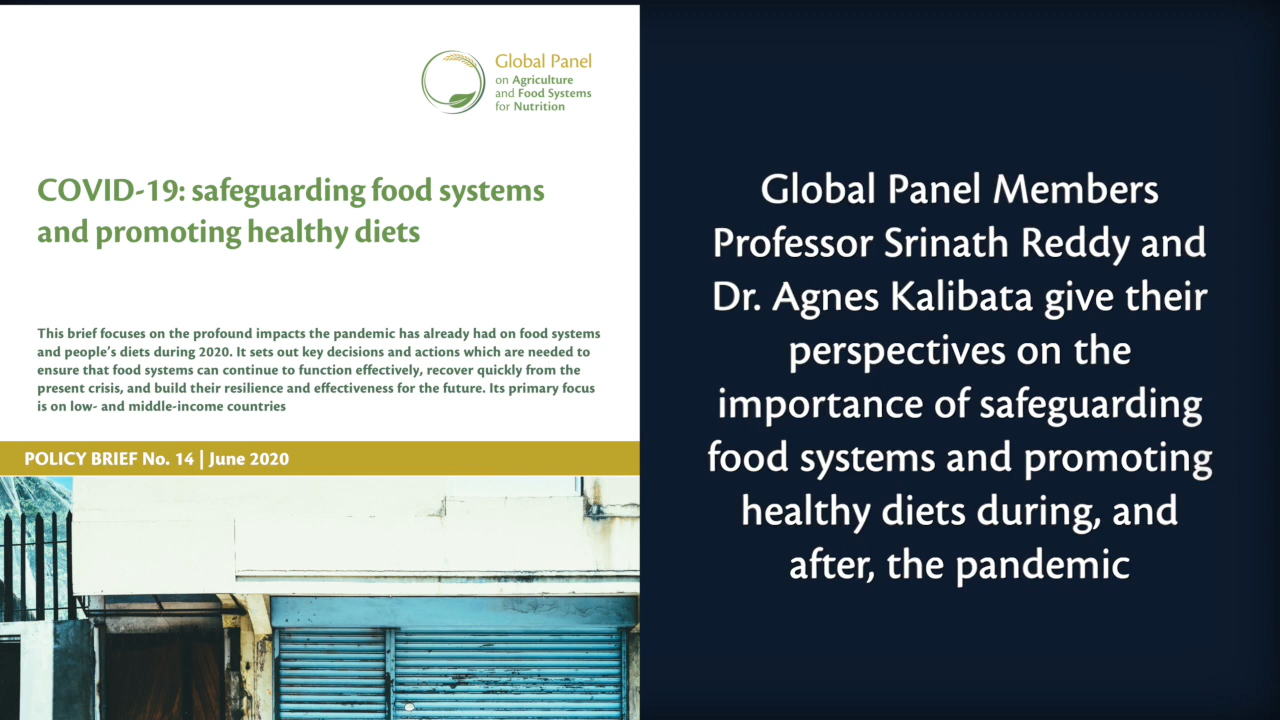 Global Panel
on Agriculture
and Food Systems
for Nutrition
COVID-19: safeguarding food systems
and promoting healthy diets
This brief focuses on the profound impacts the pandemic has already had on food systems
and people's diets during 2020. It sets out key decisions and actions which are needed to
ensure that food systems can continue to function effectively, recover quickly from the
present crisis, and build their resilience and effectiveness for the future. Its primary focus
is on low- and middle-income countries
POLICY BRIEF No. 14 | June 2020
Global Panel Members
Professor Srinath Reddy and
Dr. Agnes Kalibata give their
perspectives on the
importance of safeguarding
food systems and promoting
healthy diets during, and
after, the pandemic